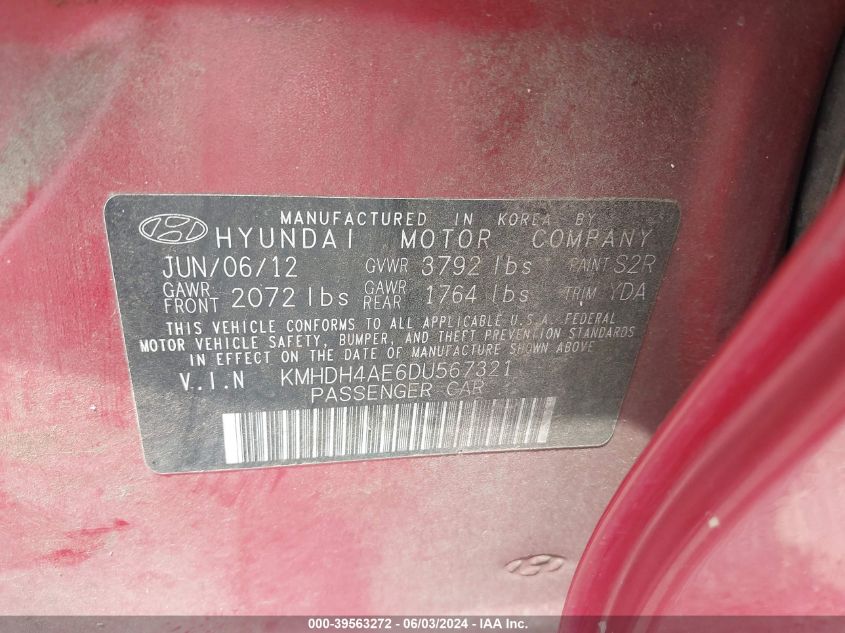 MANUFACTURED IN KOREA BY
HYUNDAI MOTOR COMPANY
JUN/06/12 GVWR 3792 lbs PAINT S2R
GAWR FRONT 2072 lbs GAWR REAR 1764 lbs TRIM YDA
THIS VEHICLE CONFORMS TO ALL APPLICABLE U.S.A. FEDERAL
MOTOR VEHICLE SAFETY, BUMPER, AND THEFT PREVENTION STANDARDS
IN EFFECT ON THE DATE OF MANUFACTURE SHOWN ABOVE
V.I.N KMHDH4AE6DU567321
PASSENGER CAR
000-39563272 - 06/03/2024 - IAA Inc.